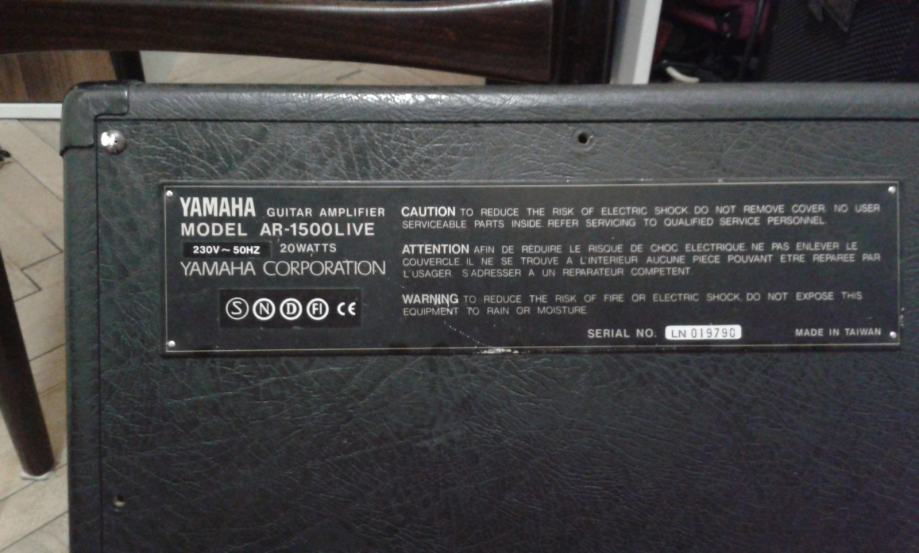 YAMAHA GUITAR AMPLIFIER
MODEL AR-1500LIVE
230V~ 50HZ 20WATTS
YAMAHA CORPORATION
S N D FI CE
CAUTION TO REDUCE THE RISK OF ELECTRIC SHOCK DO NOT REMOVE COVER. NO USER
SERVICEABLE PARTS INSIDE. REFER SERVICING TO QUALIFIED SERVICE PERSONNEL.
ATTENTION AFIN DE REDUIRE LE RISQUE DE CHOC ELECTRIQUE. NE PAS ENLEVER LE
COUVERCLE IL NE SE TROUVE A L'INTERIEUR AUCUNE PIECE POUVANT ETRE REPAREE PAR
L'USAGER S'ADRESSER A UN REPARATEUR COMPETENT
WARNING TO REDUCE THE RISK OF FIRE OR ELECTRIC SHOCK, DO NOT EXPOSE THIS
EQUIPMENT TO RAIN OR MOISTURE
SERIAL NO. LN 01979C MADE IN TAIWAN